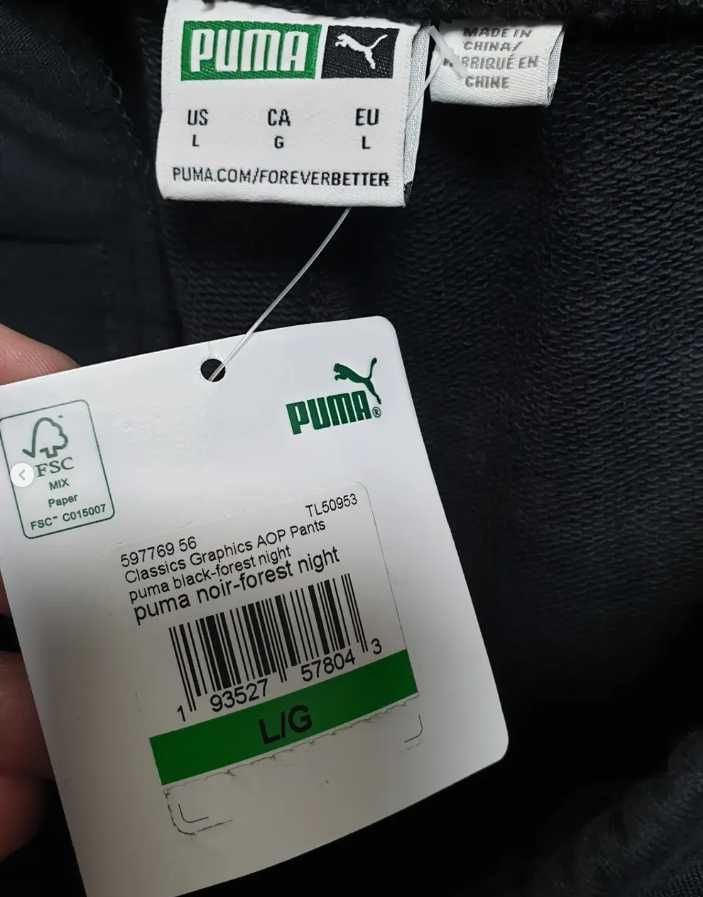 PUMA
US CA EU
L G L
PUMA.COM/FOREVERBETTER
MADE IN
CHINA/
FABRIQUÉ EN
CHINE
PUMA®
FSC
MIX
Paper
FSC™ C015007
597769 56 TL50953
Classics Graphics AOP Pants
puma black-forest night
puma noir-forest night
1 93527 57804 3
L/G